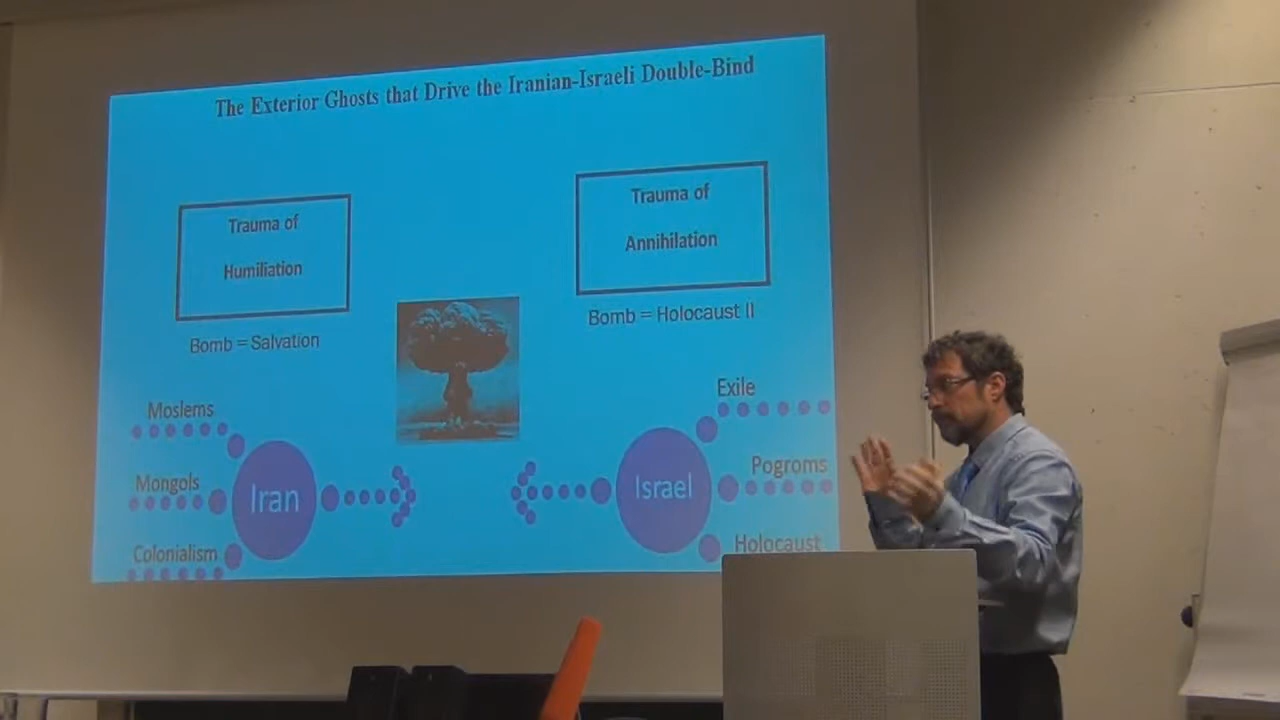 The Exterior Ghosts that Drive the Iranian-Israeli Double-Bind
Trauma of
Humiliation
Bomb = Salvation
Trauma of
Annihilation
Bomb = Holocaust II
Moslems
Mongols
Colonialism
Iran
Israel
Exile
Pogroms
Holocaust